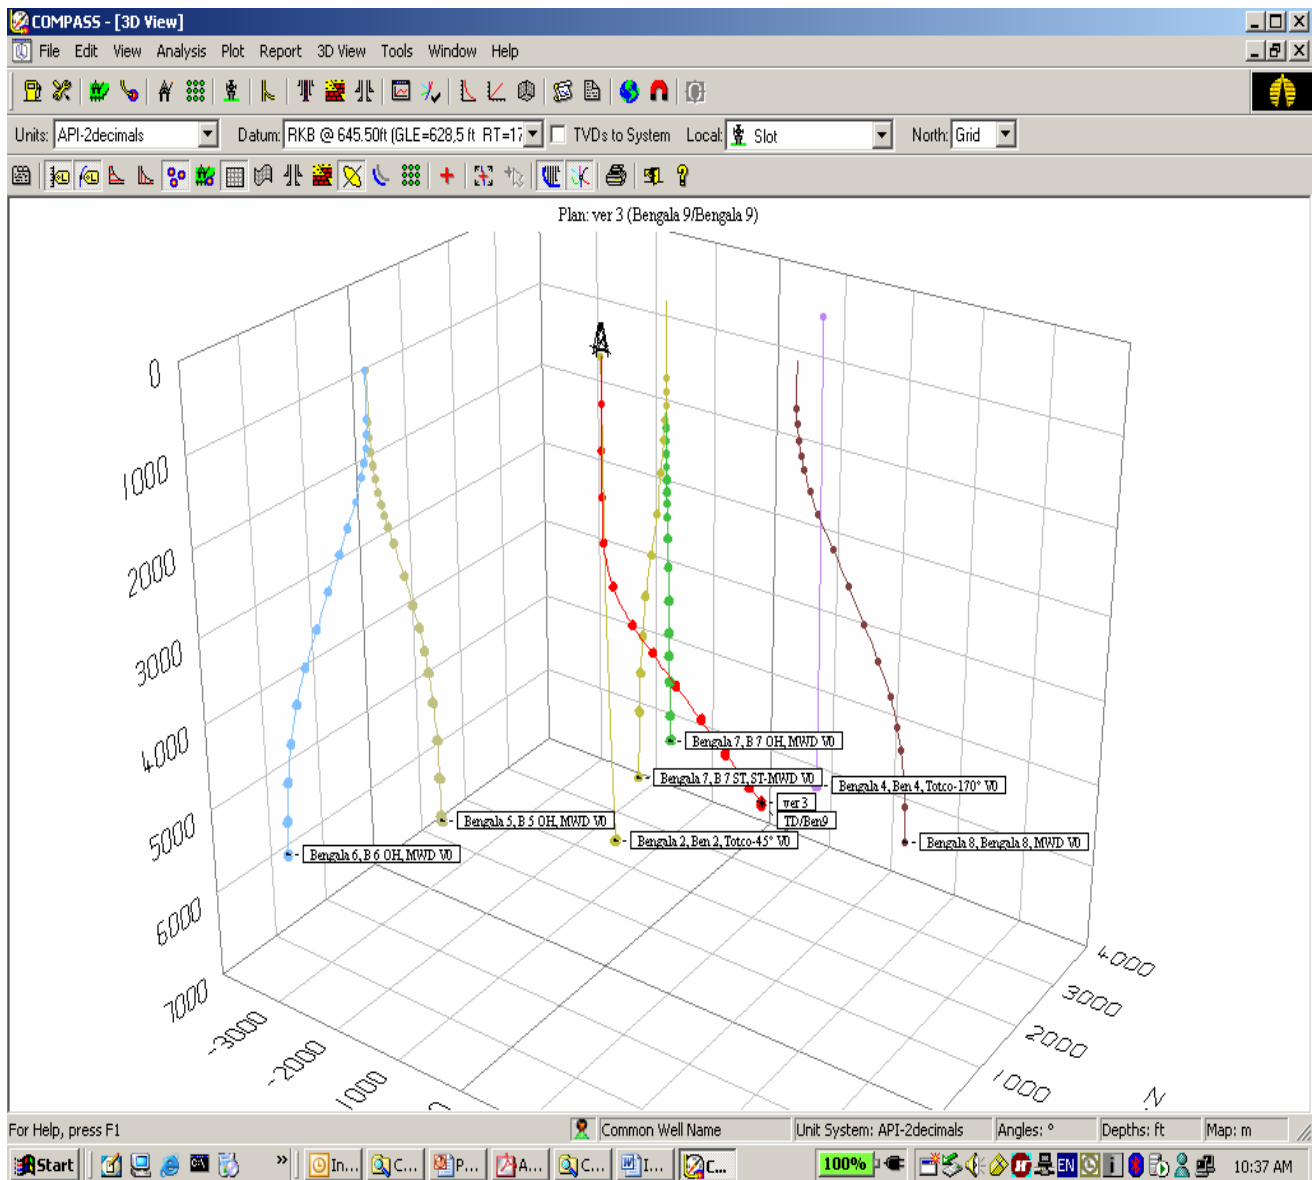 COMPASS - [3D View]
File Edit View Analysis Plot Report 3D View Tools Window Help
Units: API-2decimals Datum: RKB @ 645.50ft (GLE=628,5 ft RT=17 TVDs to System Local: Slot North: Grid
Plan: ver 3 (Bengala 9/Bengala 9)
0
1000
2000
3000
4000
5000
6000
7000
Bengala 7, B 7 OH, MWD V0
Bengala 7, B 7 ST, ST-MWD V0
Bengala 4, Ben 4, Totco-170° V0
ver 3
TD/Ben9
Bengala 5, B 5 OH, MWD V0
Bengala 2, Ben 2, Totco-45° V0
Bengala 8, Bengala 8, MWD V0
Bengala 6, B 6 OH, MWD V0
-3000
-2000
1000
4000
3000
2000
1000
For Help, press F1 Common Well Name Unit System: API-2decimals Angles: ° Depths: ft Map: m
Start » In... C... P... A... C... I... C... 100% EN 10:37 AM